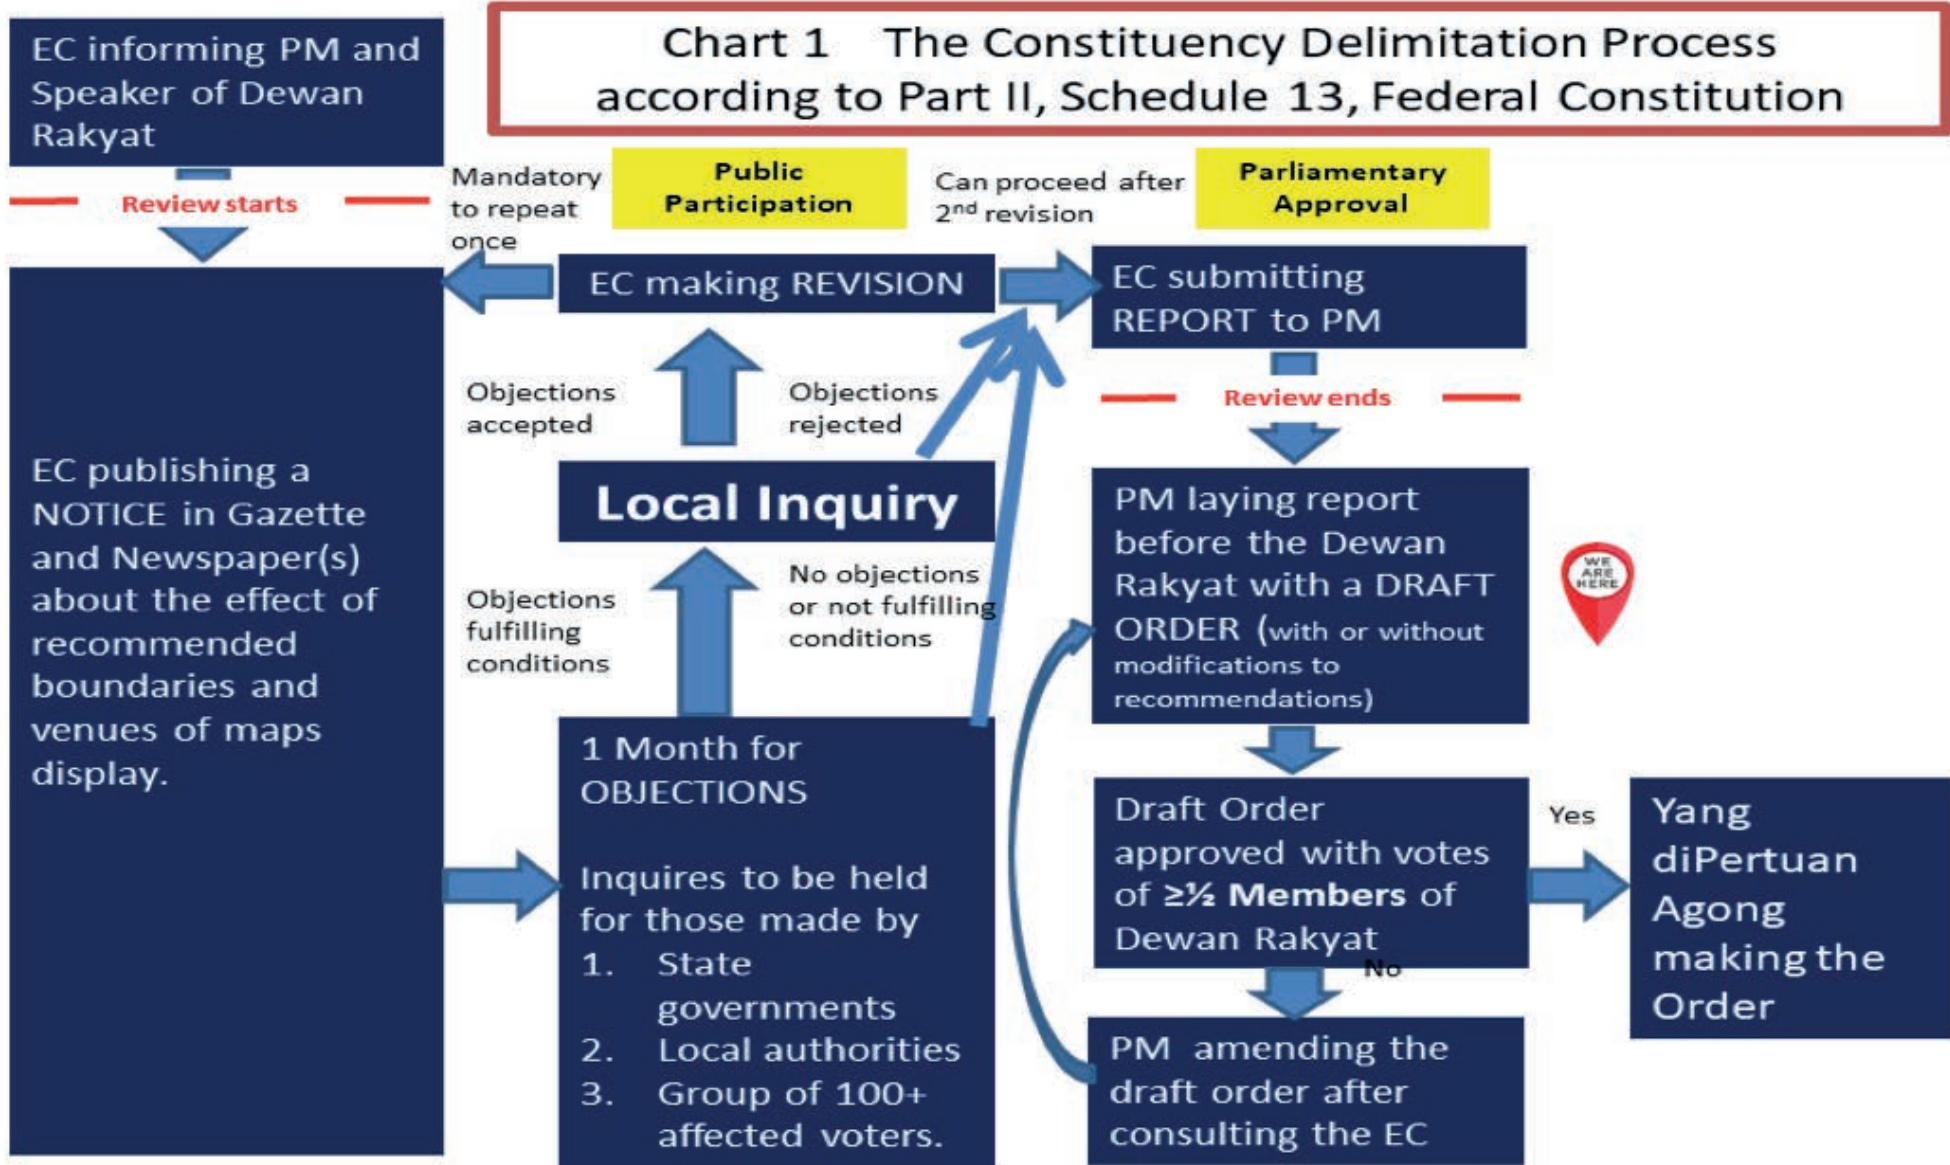 Chart 1 The Constituency Delimitation Process
according to Part II, Schedule 13, Federal Constitution
EC informing PM and
Speaker of Dewan
Rakyat
Review starts
EC publishing a
NOTICE in Gazette
and Newspaper(s)
about the effect of
recommended
boundaries and
venues of maps
display.
Mandatory
to repeat
once
Public
Participation
EC making REVISION
Objections
accepted
Objections
rejected
Local Inquiry
Objections
fulfilling
conditions
No objections
or not fulfilling
conditions
1 Month for
OBJECTIONS
Inquires to be held
for those made by
1. State
governments
2. Local authorities
3. Group of 100+
affected voters.
Can proceed after
2nd revision
Parliamentary
Approval
EC submitting
REPORT to PM
Review ends
PM laying report
before the Dewan
Rakyat with a DRAFT
ORDER (with or without
modifications to
recommendations)
WE
ARE
HERE
Draft Order
approved with votes
of ≥½ Members of
Dewan Rakyat
Yes
No
Yang
diPertuan
Agong
making the
Order
PM amending the
draft order after
consulting the EC